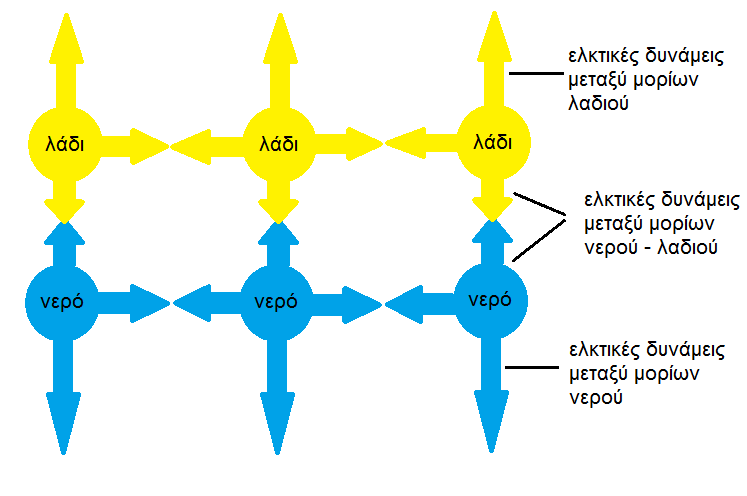 ελκτικές δυνάμεις
μεταξύ μορίων
λαδιού
λάδι
λάδι
λάδι
ελκτικές δυνάμεις
μεταξύ μορίων
νερού - λαδιού
νερό
νερό
νερό
ελκτικές δυνάμεις
μεταξύ μορίων
νερού